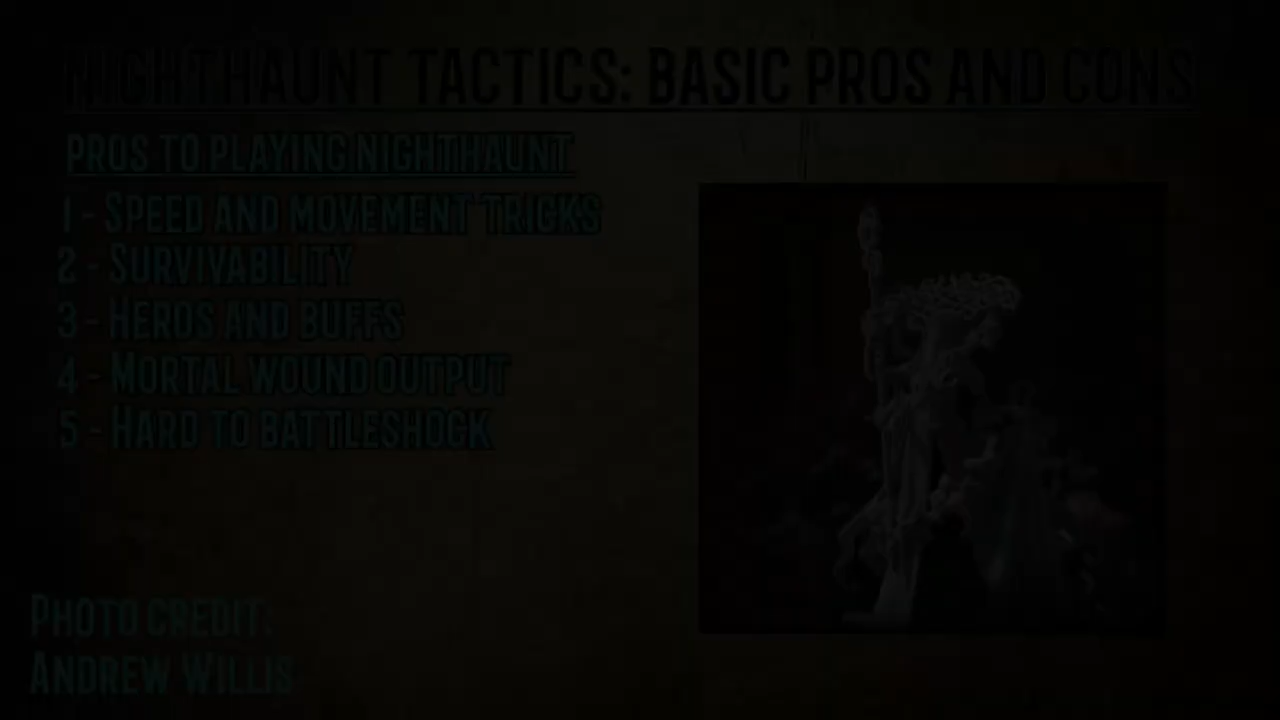 NIGHTHAUNT TACTICS: BASIC PROS AND CONS
PROS TO PLAYING NIGHTHAUNT
1 - SPEED AND MOVEMENT TRICKS
2 - SURVIVABILITY
3 - HEROS AND BUFFS
4 - MORTAL WOUND OUTPUT
5 - HARD TO BATTLESHOCK
PHOTO CREDIT:
ANDREW WILLIS